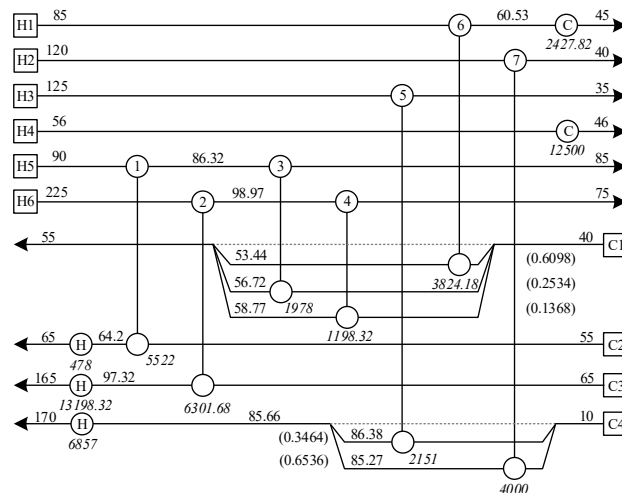 H1 85 6 60.53 C 45
2427.82
H2 120 7 40
H3 125 5 35
H4 56 C 46
12500
H5 90 1 86.32 3 85
H6 225 2 98.97 4 75
55 40 C1
53.44 (0.6098)
3824.18
56.72 (0.2534)
1978
58.77 (0.1368)
1198.32
65 H 64.2 55 C2
478 5522
165 H 97.32 65 C3
13198.32 6301.68
170 H 85.66 10 C4
6857 (0.3464) 86.38
2151
(0.6536) 85.27
4000